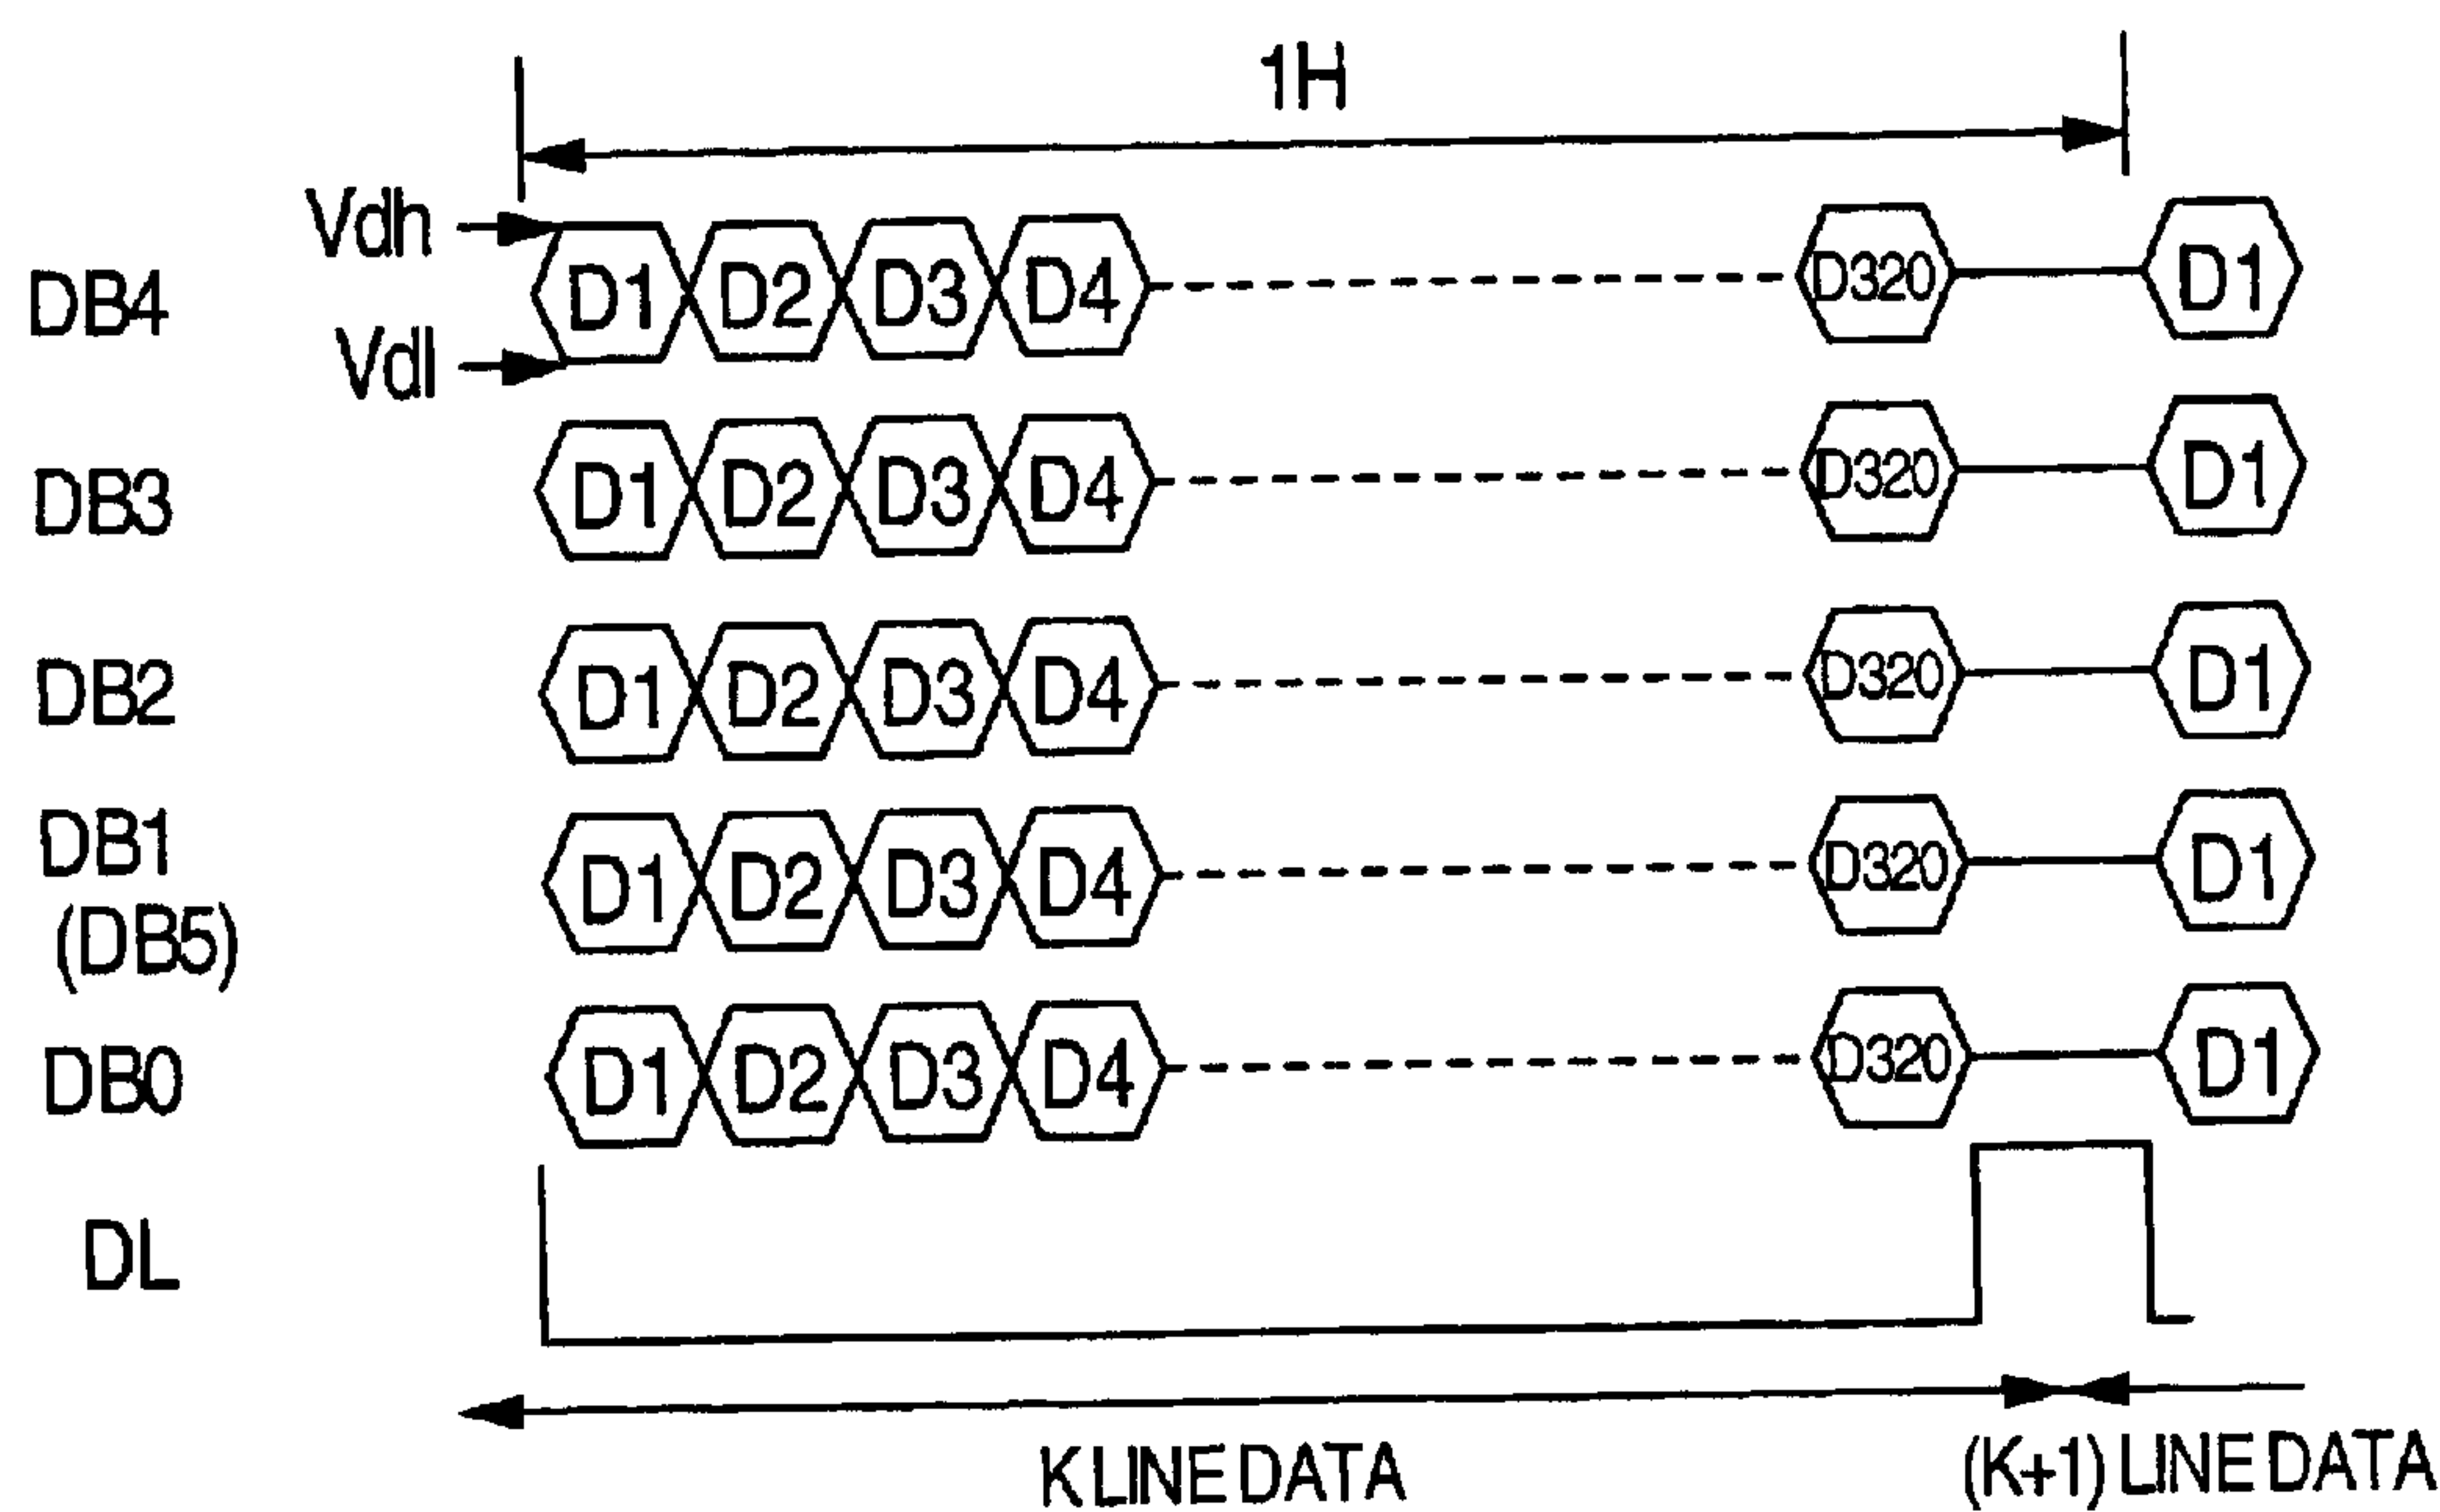 1H
Vdh
DB4 D1 D2 D3 D4 D320 D1
Vdl
DB3 D1 D2 D3 D4 D320 D1
DB2 D1 D2 D3 D4 D320 D1
DB1 D1 D2 D3 D4 D320 D1
(DB5)
DB0 D1 D2 D3 D4 D320 D1
DL
K LINE DATA (K+1) LINE DATA